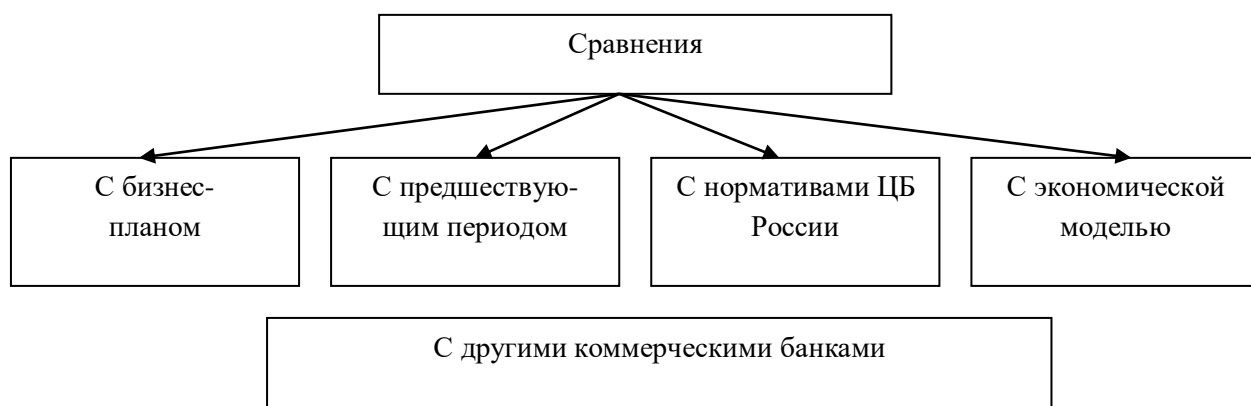 Сравнения
С бизнес-
планом
С предшествую-
щим периодом
С нормативами ЦБ
России
С экономической
моделью
С другими коммерческими банками